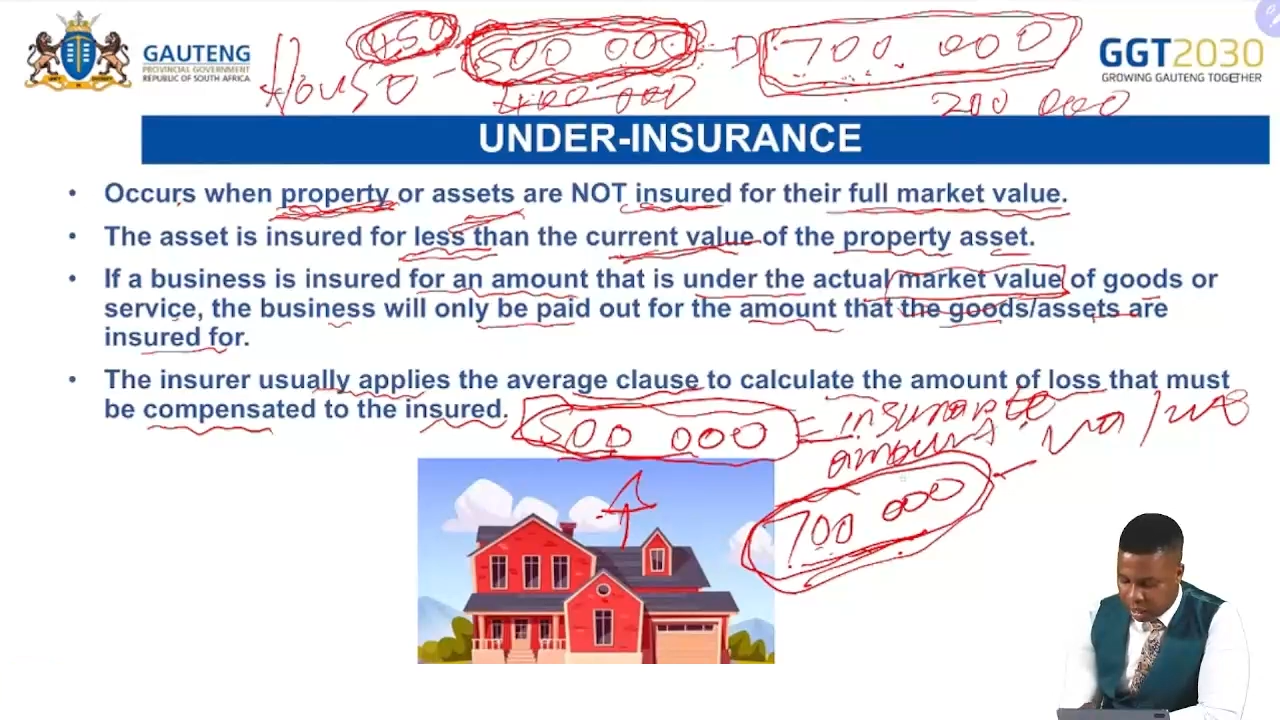 House - 450 500 000 → 700 000
400 000 200 000
GAUTENG
PROVINCIAL GOVERNMENT
REPUBLIC OF SOUTH AFRICA
GGT2030
GROWING GAUTENG TOGETHER
UNDER-INSURANCE
• Occurs when property or assets are NOT insured for their full market value.
• The asset is insured for less than the current value of the property asset.
• If a business is insured for an amount that is under the actual market value of goods or
service, the business will only be paid out for the amount that the goods/assets are
insured for.
• The insurer usually applies the average clause to calculate the amount of loss that must
be compensated to the insured.
500 000
amount
700 000